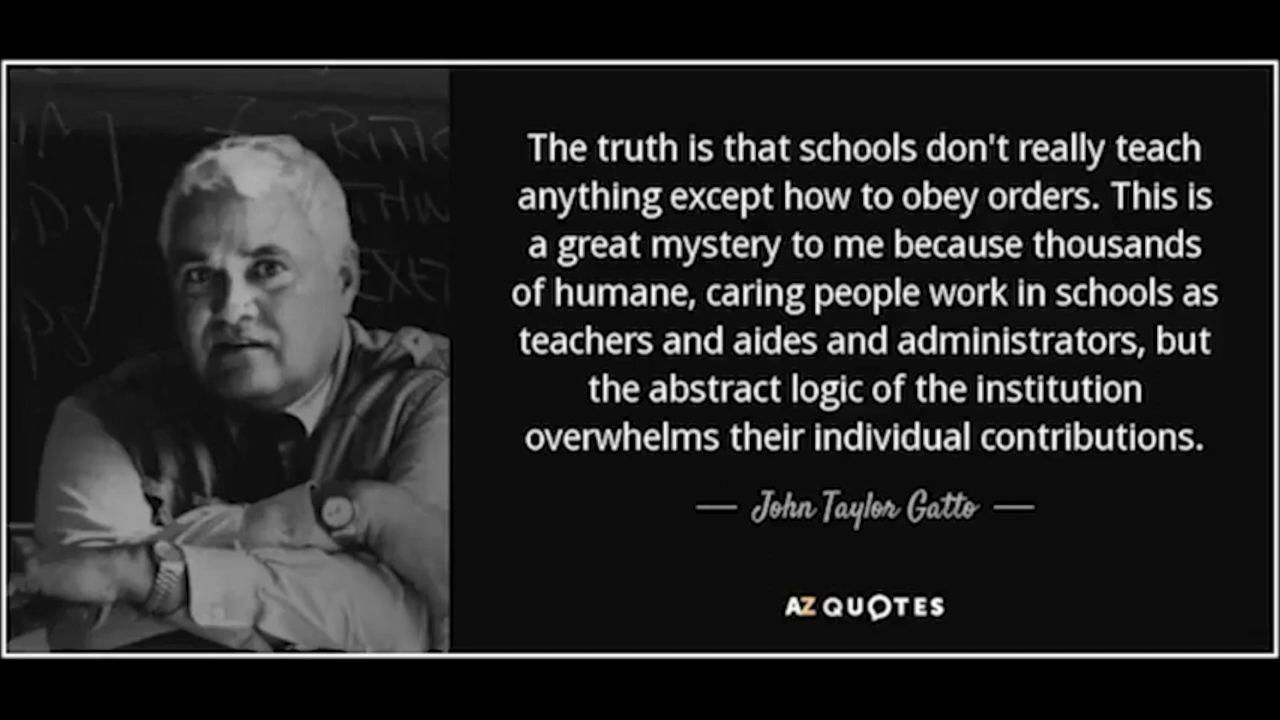 The truth is that schools don't really teach
anything except how to obey orders. This is
a great mystery to me because thousands
of humane, caring people work in schools as
teachers and aides and administrators, but
the abstract logic of the institution
overwhelms their individual contributions.
John Taylor Gatto
AZ QUOTES